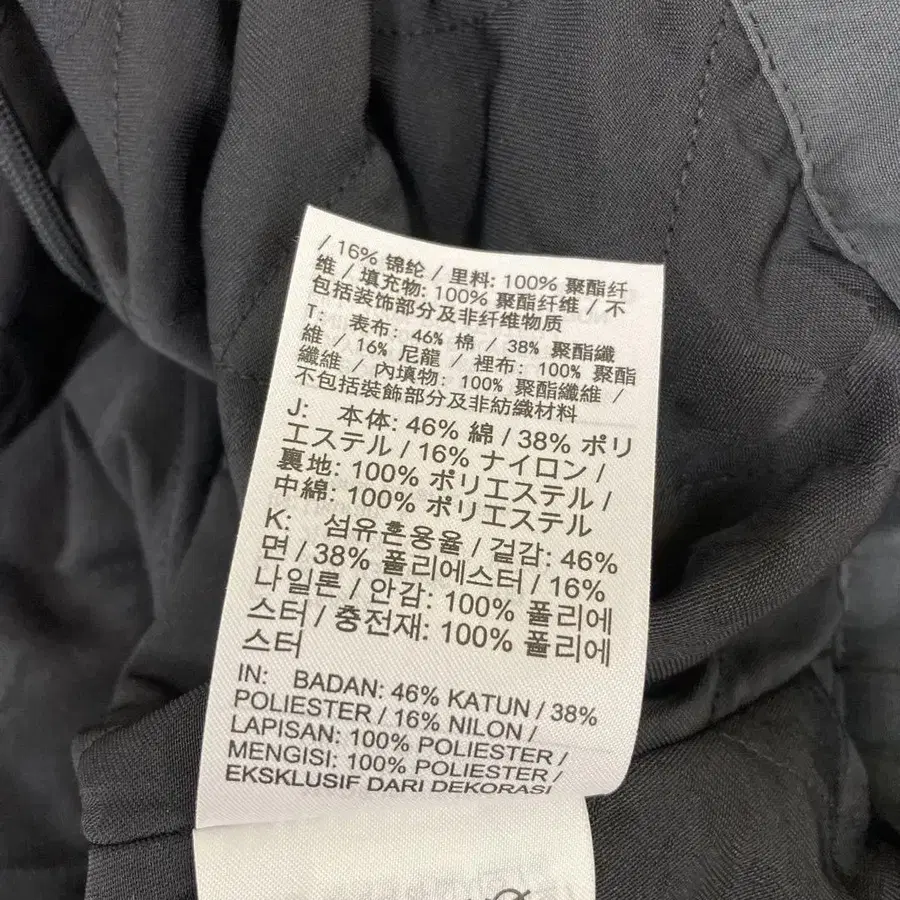 / 16% 锦纶 / 里料: 100% 聚酯纤
维 / 填充物: 100% 聚酯纤维 / 不
包括装饰部分及非纤维物质
T: 表布: 46% 棉 / 38% 聚酯纖
維 / 16% 尼龍 / 裡布: 100% 聚酯
纖維 / 內填物: 100% 聚酯纖維 /
不包括裝飾部分及非紡織材料
J: 本体: 46% 綿 / 38% ポリ
エステル / 16% ナイロン /
裏地: 100% ポリエステル /
中綿: 100% ポリエステル
K: 섬유혼용율 / 겉감: 46%
면 / 38% 폴리에스터 / 16%
나일론 / 안감: 100% 폴리에
스터 / 충전재: 100% 폴리에
스터
IN: BADAN: 46% KATUN / 38%
POLIESTER / 16% NILON /
LAPISAN: 100% POLIESTER /
MENGISI: 100% POLIESTER /
EKSKLUSIF DARI DEKORASI